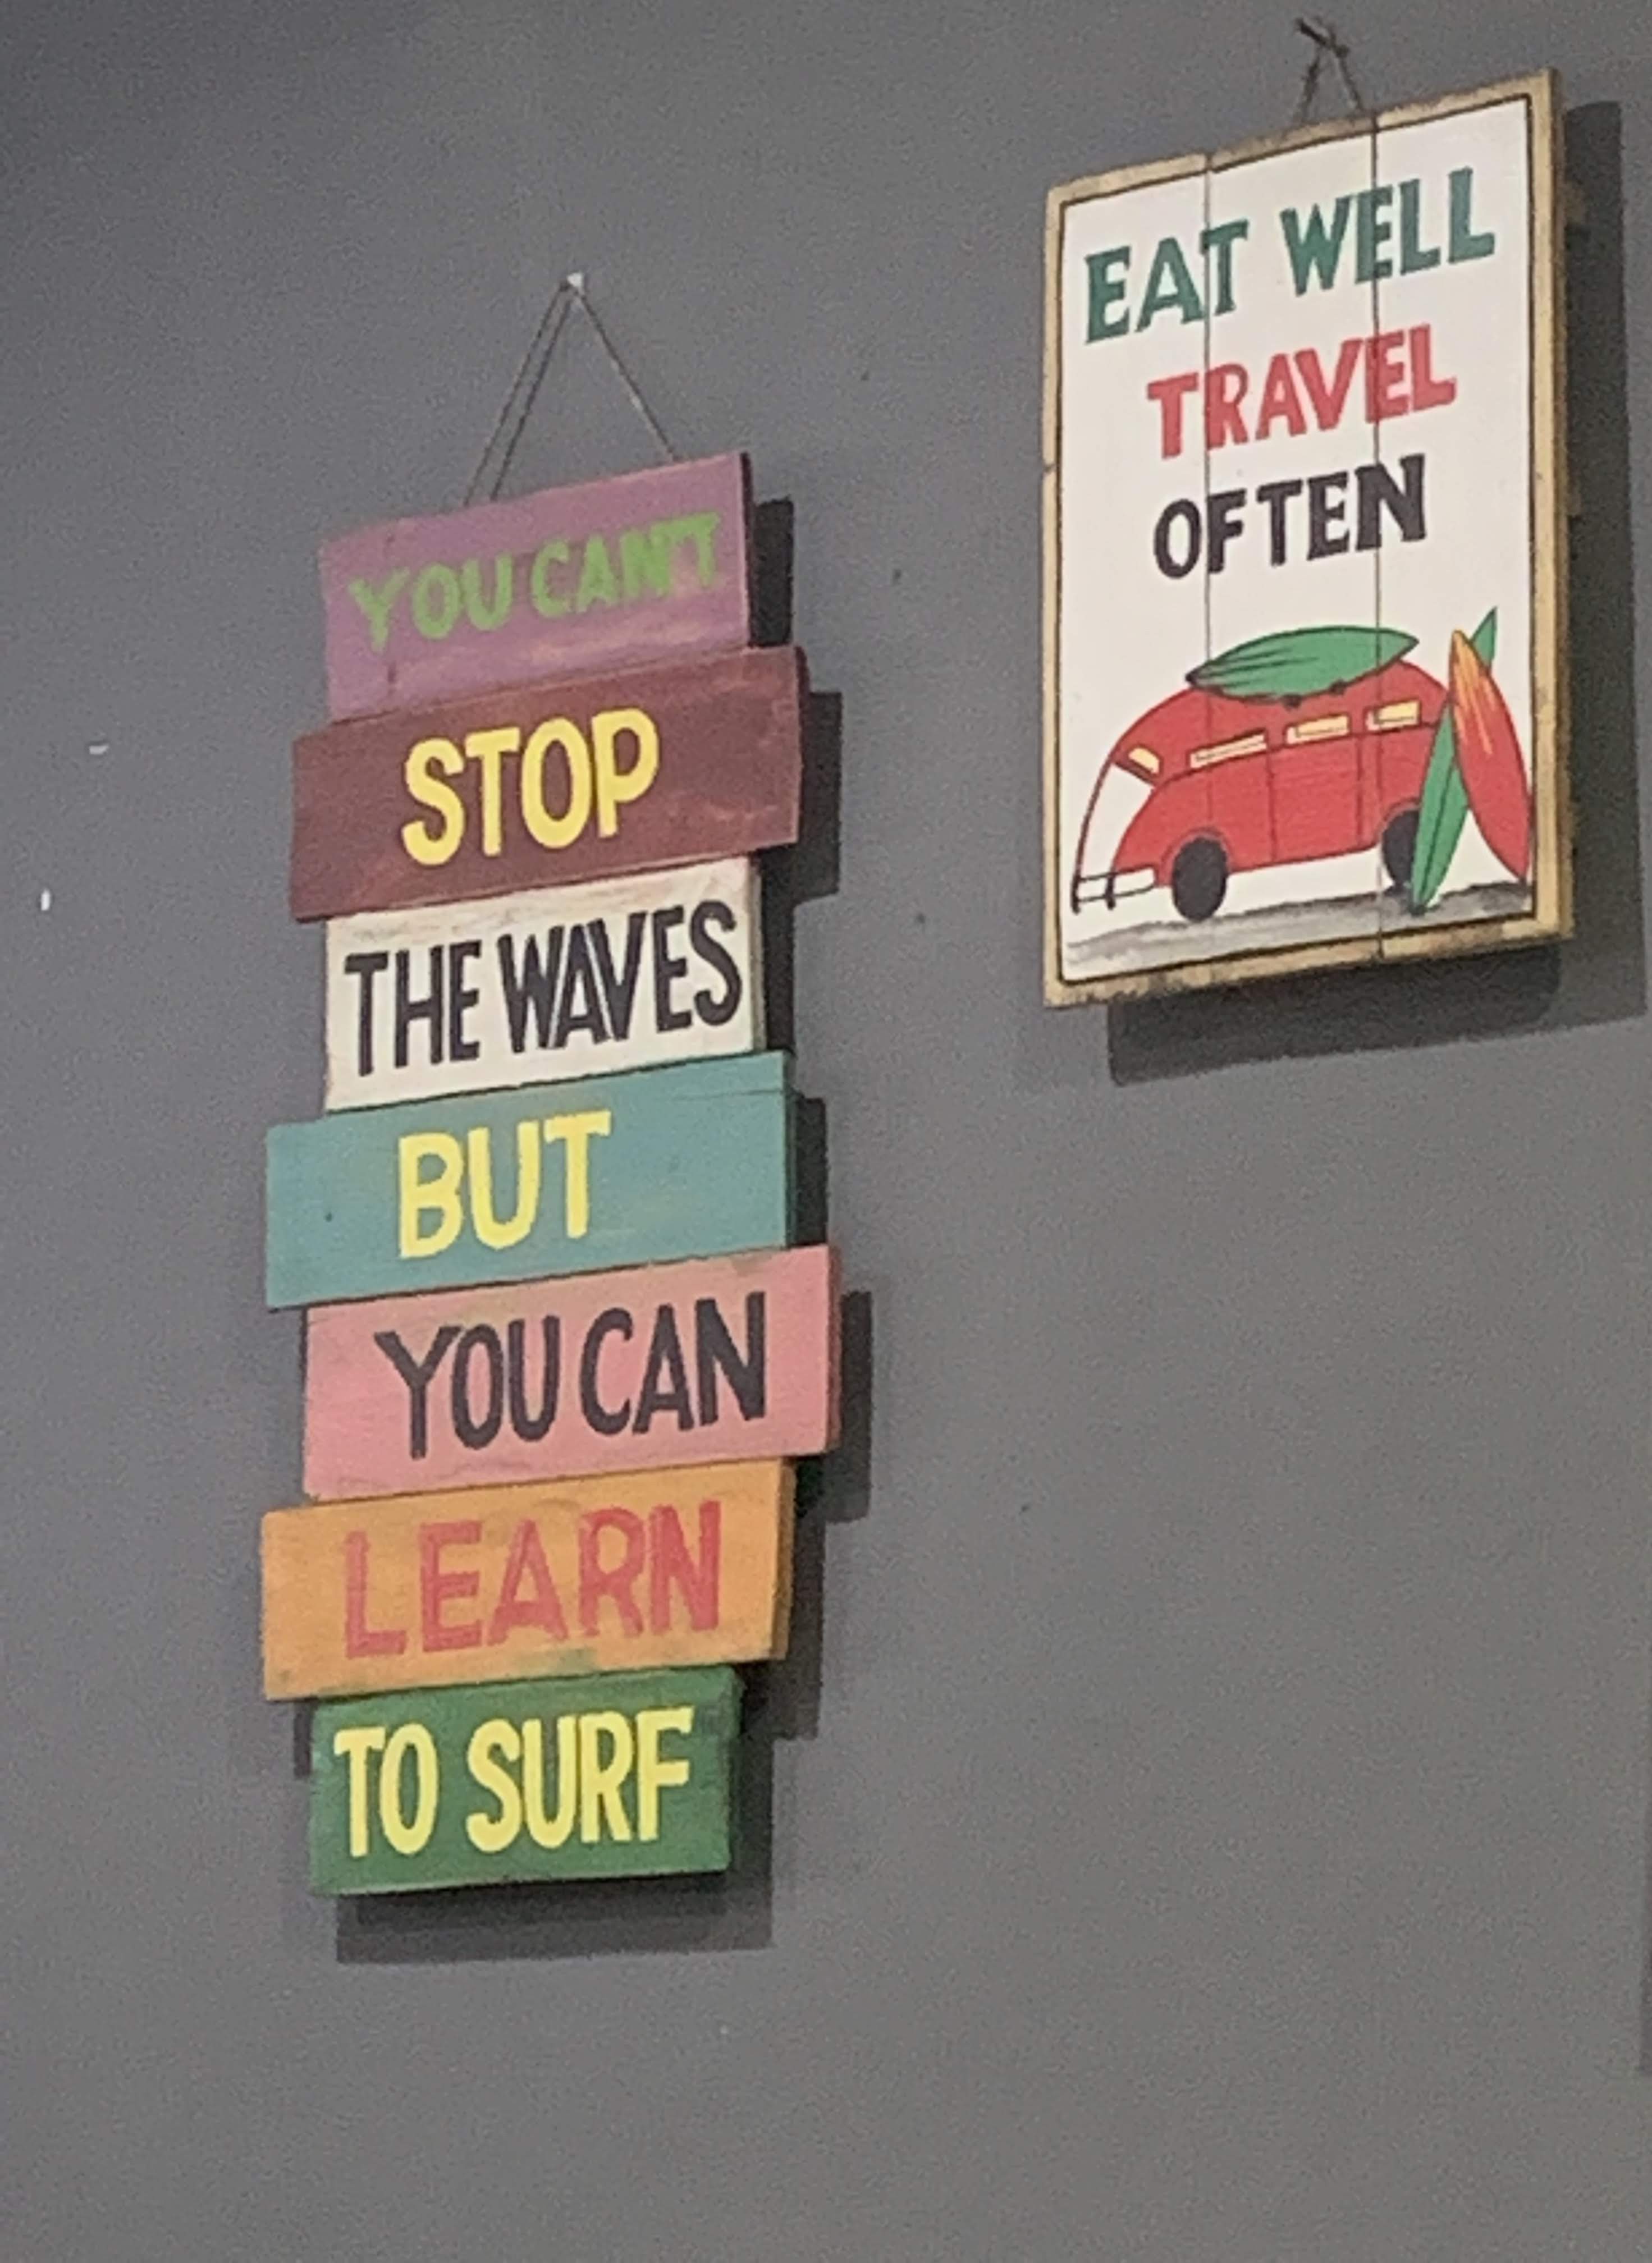 YOU CAN'T
STOP
THE WAVES
BUT
YOU CAN
LEARN
TO SURF
EAT WELL
TRAVEL
OFTEN